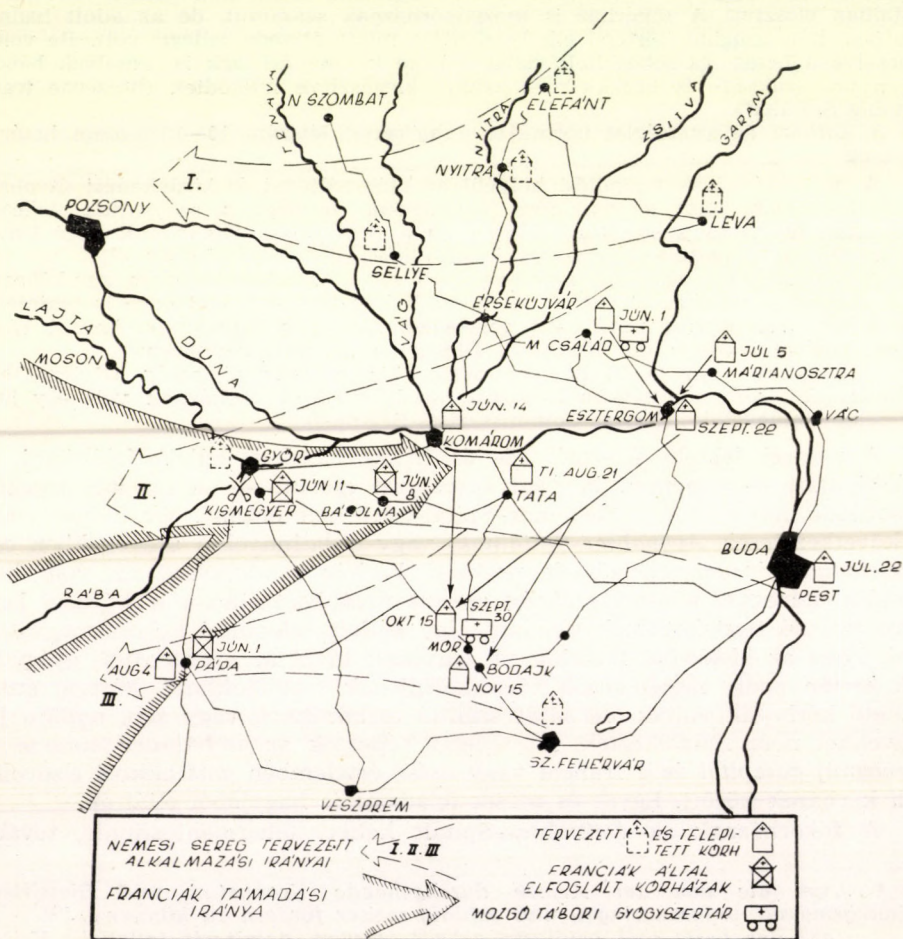 ELEFÁNT
N SZOMBAT
TIRNAVA
NYITRA
ZSITVA
GARAM
NYITRA
I.
LÉVA
POZSONY
SELLYE
VÁG
ÉRSEKÚJVÁR
JÚN. 1
LAJTA
DUNA
M CSALÁD
JÚL 5
MÁRIANOSZTRA
MOSON
JÚN. 14
ESZTERGOM
SZEPT. 22
VÁC
KOMÁROM
GYŐR
II
JÚN 11
JÚN. 8
TI. AUG. 21
KISMEGYER
BÁBOLNA
TATA
BUDA
JÚL. 22
PEST
RÁBA
OKT 15
SZEPT 30
MÓR
JÚN. 1
AUG 4
PÁPA
BODAJK
NOV 15
III.
SZ. FEHÉRVÁR
VESZPRÉM
NEMESI SEREG TERVEZETT
ALKALMAZÁSI IRÁNYAI
I. II. III
FRANCIÁK TÁMADÁSI
IRÁNYA
TERVEZETT ÉS TELEPI-
TETT KÓRH
FRANCIÁK ÁLTAL
ELFOGLALT KÓRHÁZAK
MOZGÓ TÁBORI GYÓGYSZERTÁR